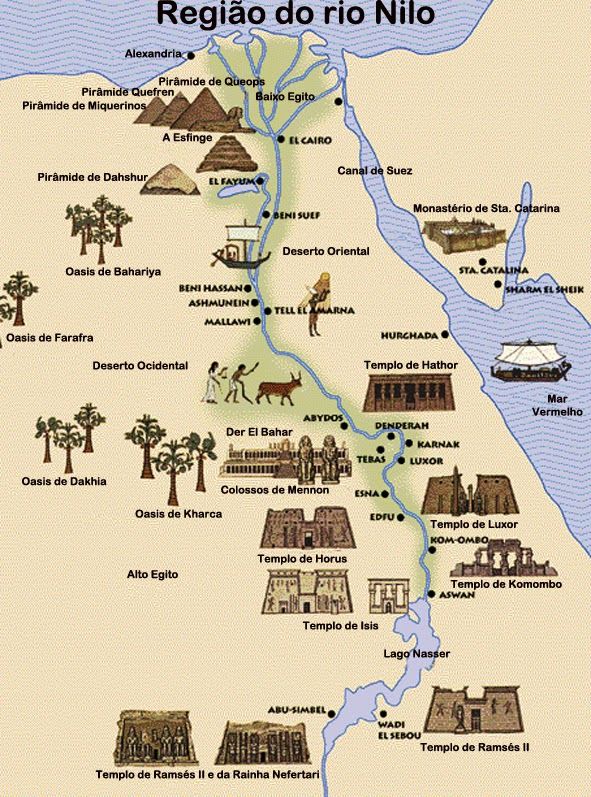 Região do rio Nilo
Alexandria
Pirâmide de Queops
Pirâmide Quefren
Baixo Egito
Pirâmide de Miquerinos
A Esfinge
EL CAIRO
Canal de Suez
Pirâmide de Dahshur
EL FAYUM
Monastério de Sta. Catarina
BENI SUEF
Deserto Oriental
Oasis de Bahariya
STA. CATALINA
SHARM EL SHEIK
BENI HASSAN
ASHMUNEIN
TELL EL AMARNA
MALLAWI
Oasis de Farafra
HURGHADA
Deserto Ocidental
Templo de Hathor
Mar
Vermelho
ABYDOS
DENDERAH
Der El Bahar
KARNAK
TEBAS
LUXOR
Oasis de Dakhia
Colossos de Mennon
ESNA
Oasis de Kharca
EDFU
Templo de Luxor
KOM-OMBO
Templo de Horus
Alto Egito
Templo de Komombo
ASWAN
Templo de Isis
Lago Nasser
ABU-SIMBEL
WADI
EL SEBOU
Templo de Ramsés II
Templo de Ramsés II e da Rainha Nefertari